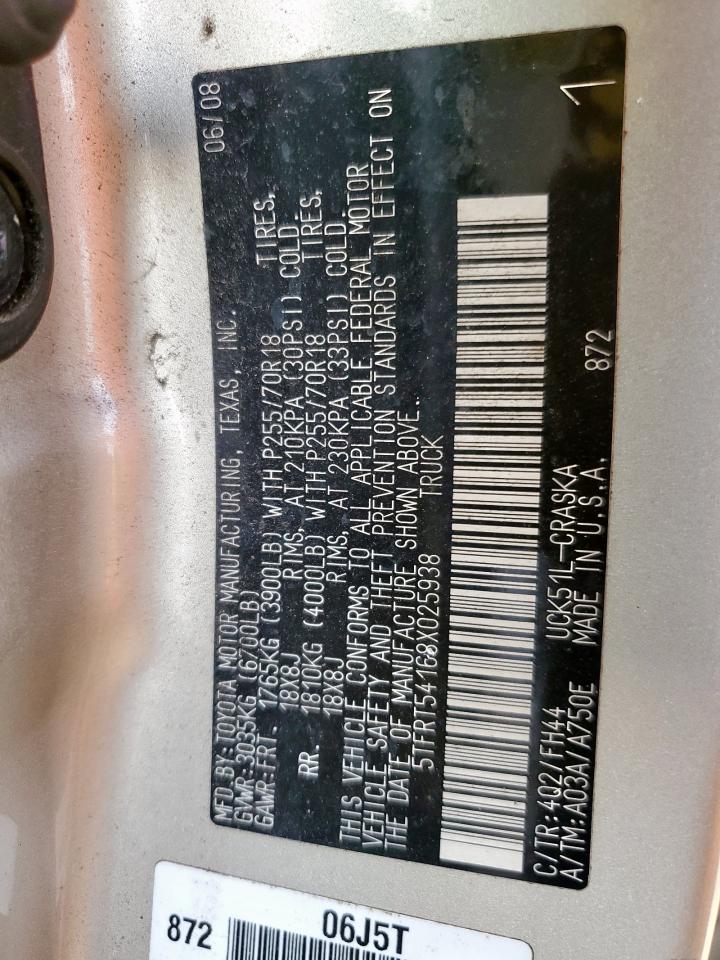 MFD.BY:TOYOTA MOTOR MANUFACTURING, TEXAS, INC. 06/08
GVWR:3035KG (6700LB)
GAWR:FRT. 1765KG (3900LB) WITH P255/70R18 TIRES,
18X8J RIMS, AT 210KPA (30PSI) COLD.
RR. 1810KG (4000LB) WITH P255/70R18 TIRES,
18X8J RIMS, AT 230KPA (33PSI) COLD.
THIS VEHICLE CONFORMS TO ALL APPLICABLE FEDERAL MOTOR
VEHICLE SAFETY AND THEFT PREVENTION STANDARDS IN EFFECT ON
THE DATE OF MANUFACTURE SHOWN ABOVE.
5TFRT54168X025938 TRUCK
C/TR:4Q2/FH44 UCK51L-CRASKA
A/TM:A03A/A750E MADE IN U.S.A. 872 1
872 06J5T